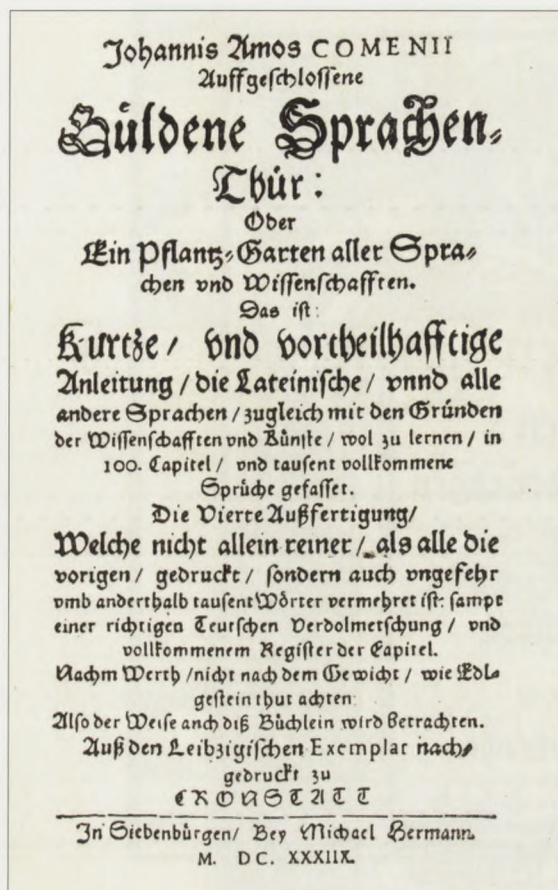 Johannis Amos COMENII
Auffgeschlossene
Güldene Sprachen-
Thür:
Oder
Ein Pflantz-Garten aller Spra-
chen vnd Wissenschafften.
Das ist:
Kurtze / vnd vortheilhafftige
Anleitung / die Lateinische / vnnd alle
andere Sprachen / zugleich mit den Gründen
der Wissenschafften vnd Künste / wol zu lernen / in
100. Capitel / vnd tausent vollkommene
Sprüche gefasset.
Die Vierte Außfertigung /
Welche nicht allein reiner / als alle die
vorigen / gedruckt / sondern auch vngefehr
vmb anderthalb tausent Wörter vermehret ist: sampt
einer richtigen Teutschen Verdolmetschung / vnd
vollkommenem Register der Capitel.
Nachm Werth / nicht nach dem Gewicht / wie Edl-
gestein thut achten:
Also der Weise anch diß Büchlein wird betrachten.
Auß den Leibzigischen Exemplar nach-
gedruckt zu
CRONSTATT
In Siebenbürgen / Bey Michael Hermann.
M. DC. XXXIIX.